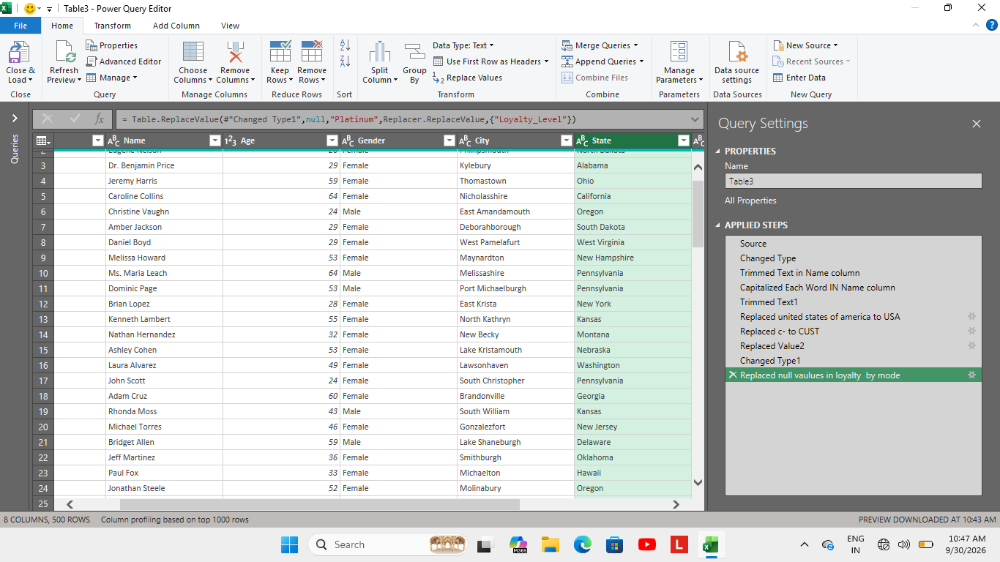 Table3 - Power Query Editor
File Home Transform Add Column View
Close & Load
Close
Refresh Preview
Properties
Advanced Editor
Manage
Query
Choose Columns
Remove Columns
Manage Columns
Keep Rows
Remove Rows
Reduce Rows
Sort
Split Column
Group By
Data Type: Text
Use First Row as Headers
Replace Values
Transform
Merge Queries
Append Queries
Combine Files
Combine
Manage Parameters
Parameters
Data source settings
Data Sources
New Source
Recent Sources
Enter Data
New Query
Queries
fx = Table.ReplaceValue(#"Changed Type1",null,"Platinum",Replacer.ReplaceValue,{"Loyalty_Level"})
Name Age Gender City State
2 Eugene Nelson 20 Female Phillipsmouth North Dakota
3 Dr. Benjamin Price 29 Female Kylebury Alabama
4 Jeremy Harris 59 Female Thomastown Ohio
5 Caroline Collins 64 Female Nicholasshire California
6 Christine Vaughn 24 Male East Amandamouth Oregon
7 Amber Jackson 29 Female Deborahborough South Dakota
8 Daniel Boyd 29 Female West Pamelafurt West Virginia
9 Melissa Howard 53 Female Maynardton New Hampshire
10 Ms. Maria Leach 64 Male Melissashire Pennsylvania
11 Dominic Page 53 Male Port Michaelburgh Pennsylvania
12 Brian Lopez 28 Female East Krista New York
13 Kenneth Lambert 55 Female North Kathryn Kansas
14 Nathan Hernandez 32 Female New Becky Montana
15 Ashley Cohen 53 Female Lake Kristamouth Nebraska
16 Laura Alvarez 49 Female Lawsonhaven Washington
17 John Scott 24 Female South Christopher Pennsylvania
18 Adam Cruz 60 Female Brandonville Georgia
19 Rhonda Moss 43 Male South William Kansas
20 Michael Torres 46 Female Gonzalezfort New Jersey
21 Bridget Allen 59 Male Lake Shaneburgh Delaware
22 Jeff Martinez 36 Female Smithburgh Oklahoma
23 Paul Fox 33 Female Michaelton Hawaii
24 Jonathan Steele 52 Female Molinabury Oregon
25
Query Settings
PROPERTIES
Name
Table3
All Properties
APPLIED STEPS
Source
Changed Type
Trimmed Text in Name column
Capitalized Each Word IN Name column
Trimmed Text1
Replaced united states of america to USA
Replaced c- to CUST
Replaced Value2
Changed Type1
Replaced null vaulues in loyalty  by mode
8 COLUMNS, 500 ROWS Column profiling based on top 1000 rows PREVIEW DOWNLOADED AT 10:43 AM
Search
M365
L
ENG
IN
10:47 AM
9/30/2026